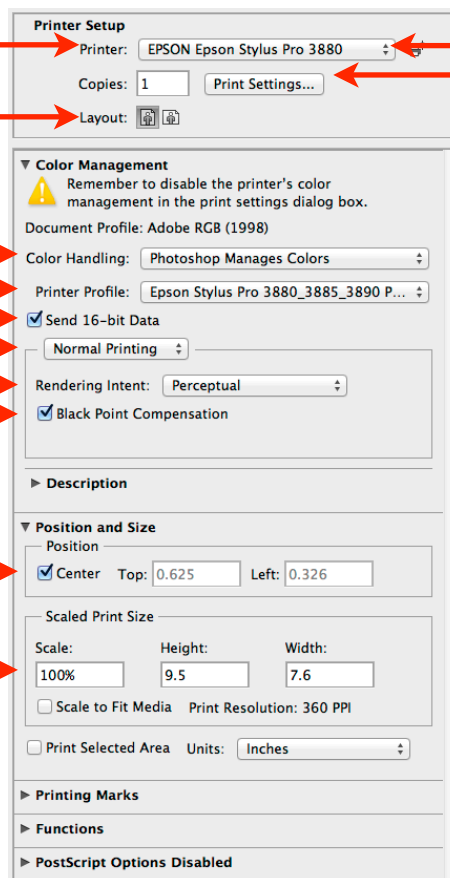 Printer Setup
Printer: EPSON Epson Stylus Pro 3880
Copies: 1 Print Settings...
Layout:
Color Management
Remember to disable the printer's color
management in the print settings dialog box.
Document Profile: Adobe RGB (1998)
Color Handling: Photoshop Manages Colors
Printer Profile: Epson Stylus Pro 3880_3885_3890 P...
Send 16-bit Data
Normal Printing
Rendering Intent: Perceptual
Black Point Compensation
Description
Position and Size
Position
Center Top: 0.625 Left: 0.326
Scaled Print Size
Scale: Height: Width:
100% 9.5 7.6
Scale to Fit Media Print Resolution: 360 PPI
Print Selected Area Units: Inches
Printing Marks
Functions
PostScript Options Disabled